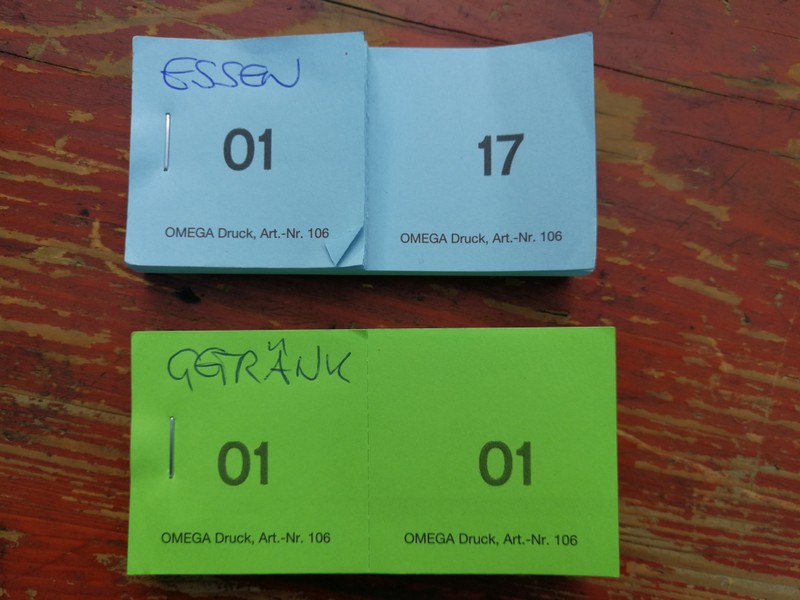 ESSEN
01
17
OMEGA Druck, Art.-Nr. 106
OMEGA Druck, Art.-Nr. 106
GETRÄNK
01
01
OMEGA Druck, Art.-Nr. 106
OMEGA Druck, Art.-Nr. 106